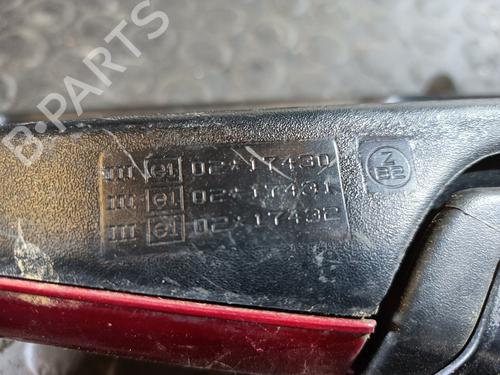 B-PARTS
III e1 02*17430
III e1 02*17431
III e1 02*17432
Z
B2